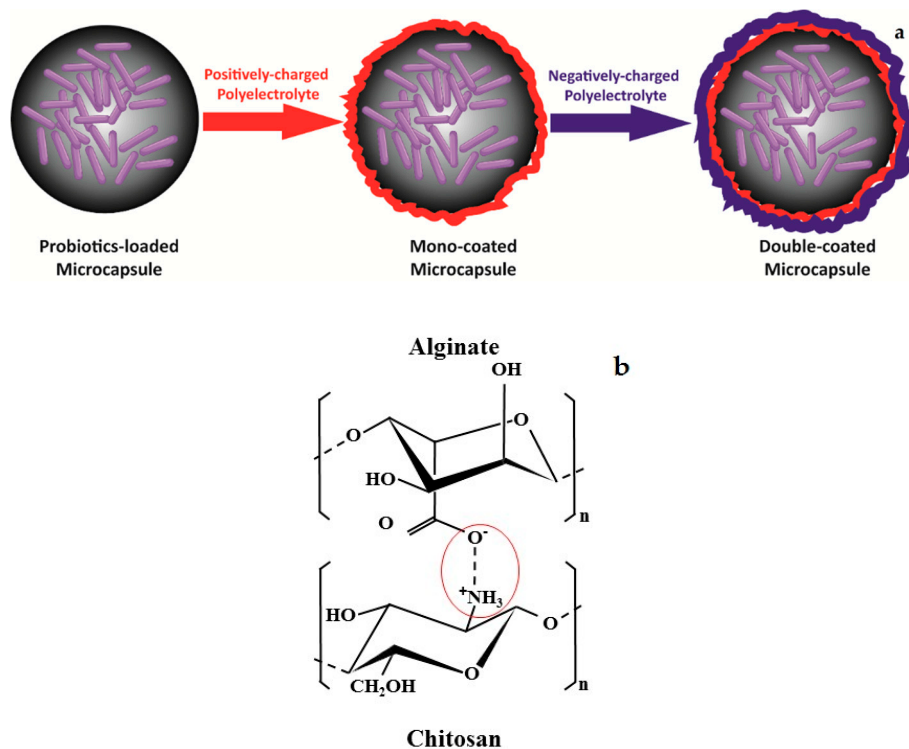 a
Positively-charged
Polyelectrolyte
Negatively-charged
Polyelectrolyte
Probiotics-loaded
Microcapsule
Mono-coated
Microcapsule
Double-coated
Microcapsule
Alginate
b
OH
O
O
HO
n
O
O-
+NH₃
HO
O
O
CH₂OH
n
Chitosan